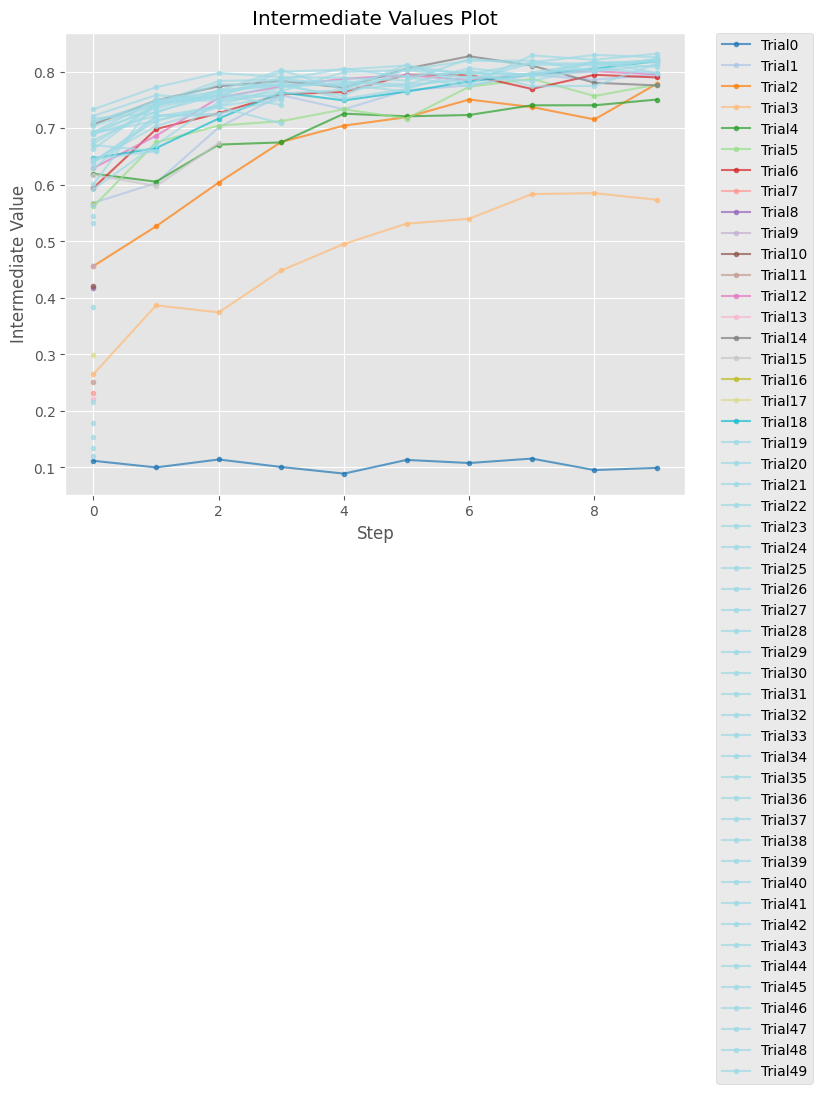 Intermediate Values Plot
Intermediate Value
0.8
0.7
0.6
0.5
0.4
0.3
0.2
0.1
0 2 4 6 8
Step
Trial0
Trial1
Trial2
Trial3
Trial4
Trial5
Trial6
Trial7
Trial8
Trial9
Trial10
Trial11
Trial12
Trial13
Trial14
Trial15
Trial16
Trial17
Trial18
Trial19
Trial20
Trial21
Trial22
Trial23
Trial24
Trial25
Trial26
Trial27
Trial28
Trial29
Trial30
Trial31
Trial32
Trial33
Trial34
Trial35
Trial36
Trial37
Trial38
Trial39
Trial40
Trial41
Trial42
Trial43
Trial44
Trial45
Trial46
Trial47
Trial48
Trial49